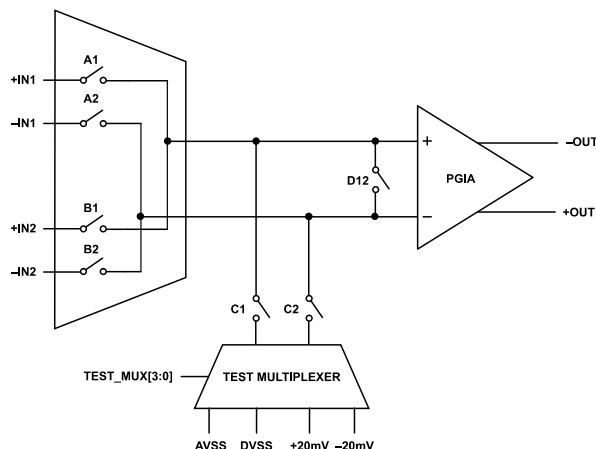 A1
+IN1
A2
–IN1
+
–OUT
D12
PGIA
B1
–
+OUT
+IN2
B2
–IN2
C1
C2
TEST_MUX[3:0]
TEST MULTIPLEXER
AVSS DVSS +20mV –20mV